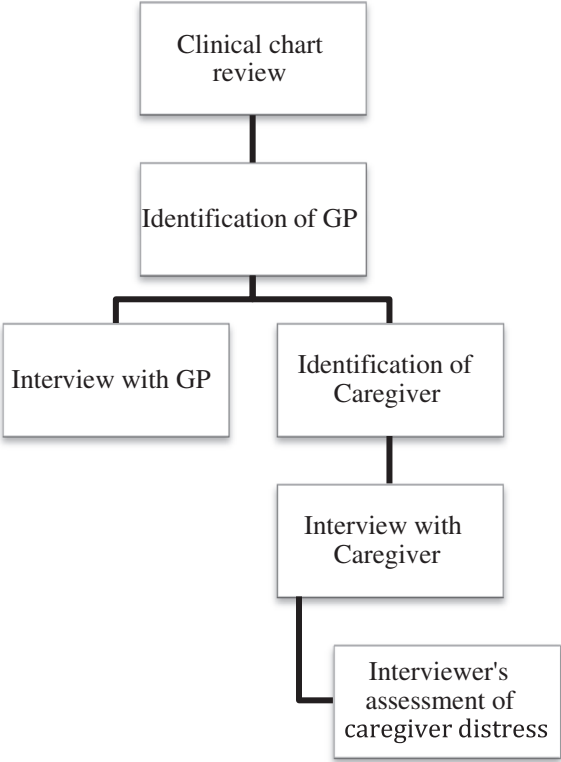 Clinical chart
review
Identification of GP
Interview with GP
Identification of
Caregiver
Interview with
Caregiver
Interviewer's
assessment of
caregiver distress